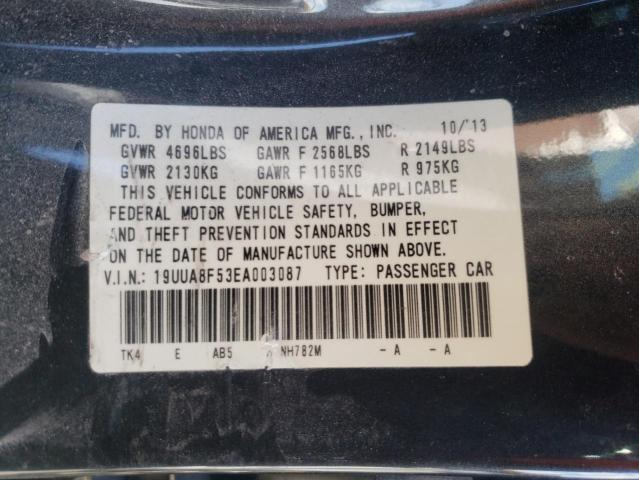 MFD. BY HONDA OF AMERICA MFG., INC. 10/'13
GVWR 4696LBS GAWR F 2568LBS R 2149LBS
GVWR 2130KG GAWR F 1165KG R 975KG
THIS VEHICLE CONFORMS TO ALL APPLICABLE
FEDERAL MOTOR VEHICLE SAFETY, BUMPER,
AND THEFT PREVENTION STANDARDS IN EFFECT
ON THE DATE OF MANUFACTURE SHOWN ABOVE.
V.I.N.: 19UUA8F53EA003087 TYPE: PASSENGER CAR
TK4 E AB5 NH782M - A - A